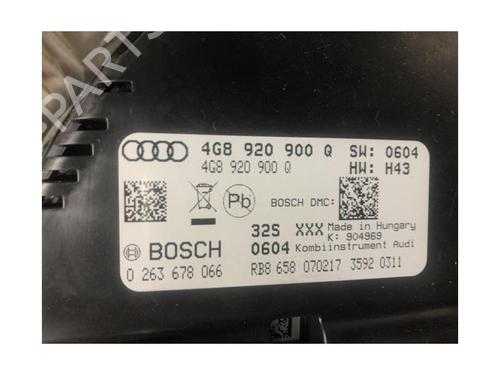 4G8 920 900 Q SW: 0604
4G8 920 900 Q HW: H43
Pb BOSCH DMC:
32S XXX Made in Hungary
K: 904969
BOSCH 0604 Kombiinstrument Audi
0 263 678 066 RB8 658 070217 3592 0311